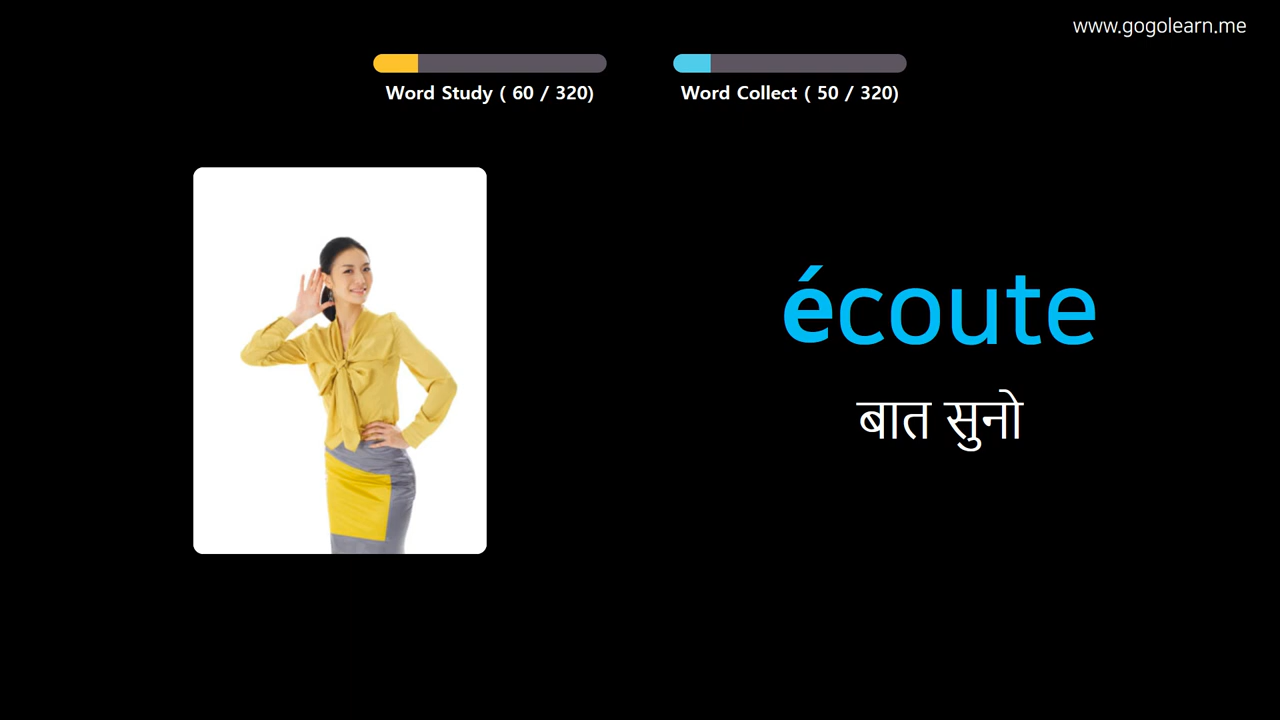 www.gogolearn.me
Word Study ( 60 / 320)
Word Collect ( 50 / 320)
écoute
बात सुनो